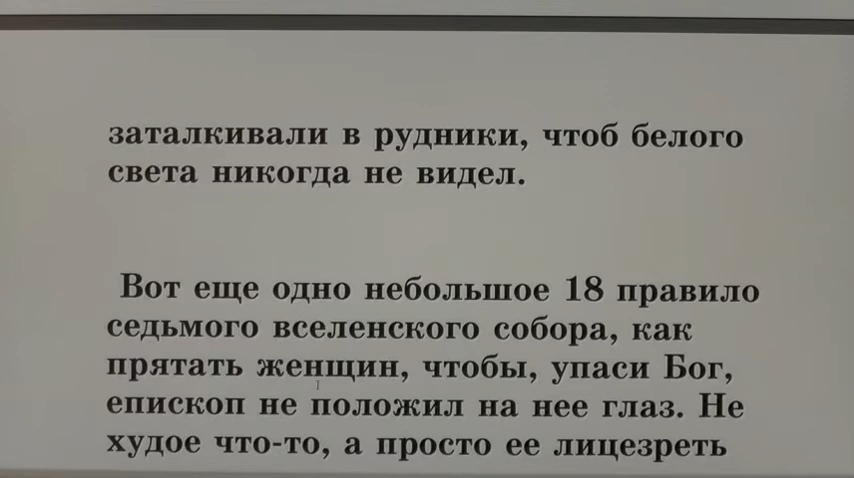 заталкивали в рудники, чтоб белого
света никогда не видел.
Вот еще одно небольшое 18 правило
седьмого вселенского собора, как
прятать женщин, чтобы, упаси Бог,
епископ не положил на нее глаз. Не
худое что-то, а просто ее лицезреть